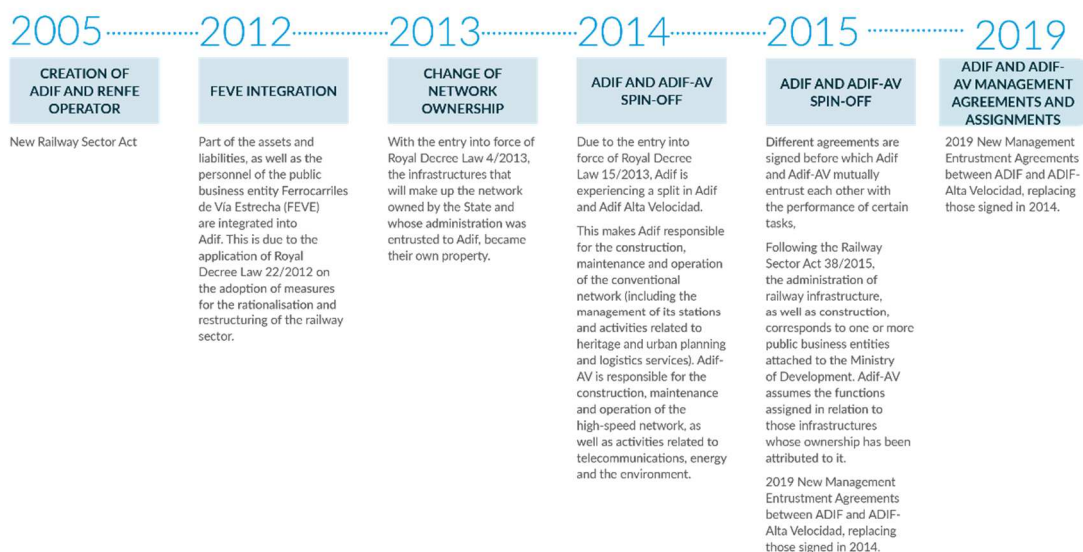 2005
2012
2013
2014
2015
2019
CREATION OF
ADIF AND RENFE
OPERATOR
New Railway Sector Act
FEVE INTEGRATION
Part of the assets and
liabilities, as well as the
personnel of the public
business entity Ferrocarriles
de Vía Estrecha (FEVE)
are integrated into
Adif. This is due to the
application of Royal
Decree Law 22/2012 on
the adoption of measures
for the rationalisation and
restructuring of the railway
sector.
CHANGE OF
NETWORK
OWNERSHIP
With the entry into force of
Royal Decree Law 4/2013,
the infrastructures that
will make up the network
owned by the State and
whose administration was
entrusted to Adif, became
their own property.
ADIF AND ADIF-AV
SPIN-OFF
Due to the entry into
force of Royal Decree
Law 15/2013, Adif is
experiencing a split in Adif
and Adif Alta Velocidad.
This makes Adif responsible
for the construction,
maintenance and operation
of the conventional
network (including the
management of its stations
and activities related to
heritage and urban planning
and logistics services). Adif-
AV is responsible for the
construction, maintenance
and operation of the
high-speed network, as
well as activities related to
telecommunications, energy
and the environment.
ADIF AND ADIF-AV
SPIN-OFF
Different agreements are
signed before which Adif
and Adif-AV mutually
entrust each other with
the performance of certain
tasks,
Following the Railway
Sector Act 38/2015,
the administration of
railway infrastructure,
as well as construction,
corresponds to one or more
public business entities
attached to the Ministry
of Development. Adif-AV
assumes the functions
assigned in relation to
those infrastructures
whose ownership has been
attributed to it.
2019 New Management
Entrustment Agreements
between ADIF and ADIF-
Alta Velocidad, replacing
those signed in 2014.
ADIF AND ADIF-
AV MANAGEMENT
AGREEMENTS AND
ASSIGNMENTS
2019 New Management
Entrustment Agreements
between ADIF and ADIF-
Alta Velocidad, replacing
those signed in 2014.